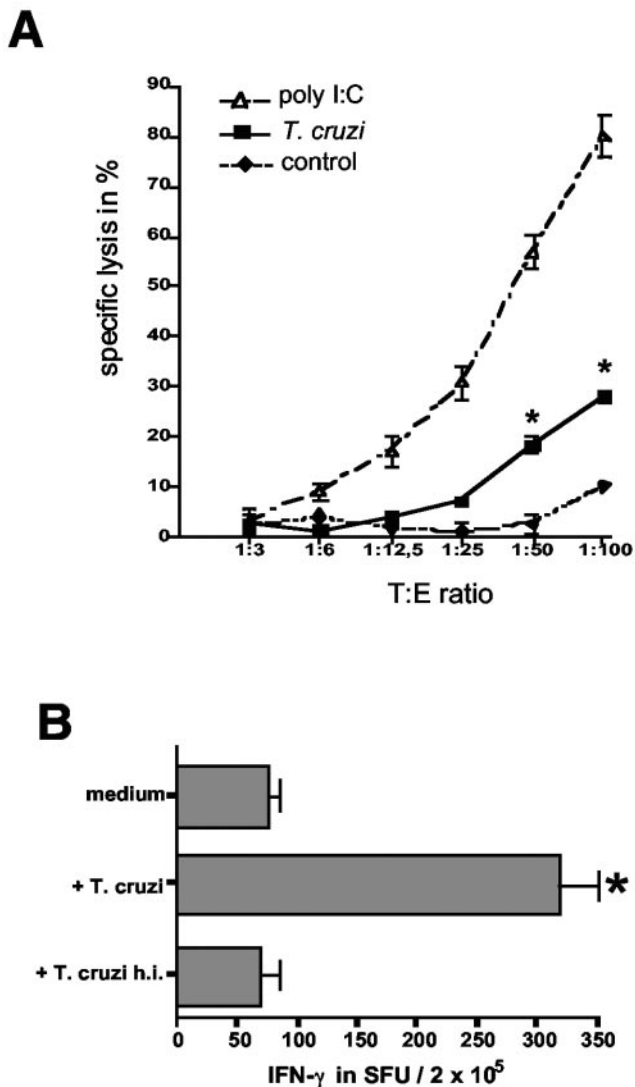 A
90
80
70
60
50
40
30
20
10
0
specific lysis in %
poly I:C
T. cruzi
control
*
*
1:3 1:6 1:12,5 1:25 1:50 1:100
T:E ratio
B
medium
+ T. cruzi
*
+ T. cruzi h.i.
0 50 100 150 200 250 300 350
IFN-γ in SFU / 2 x 10⁵